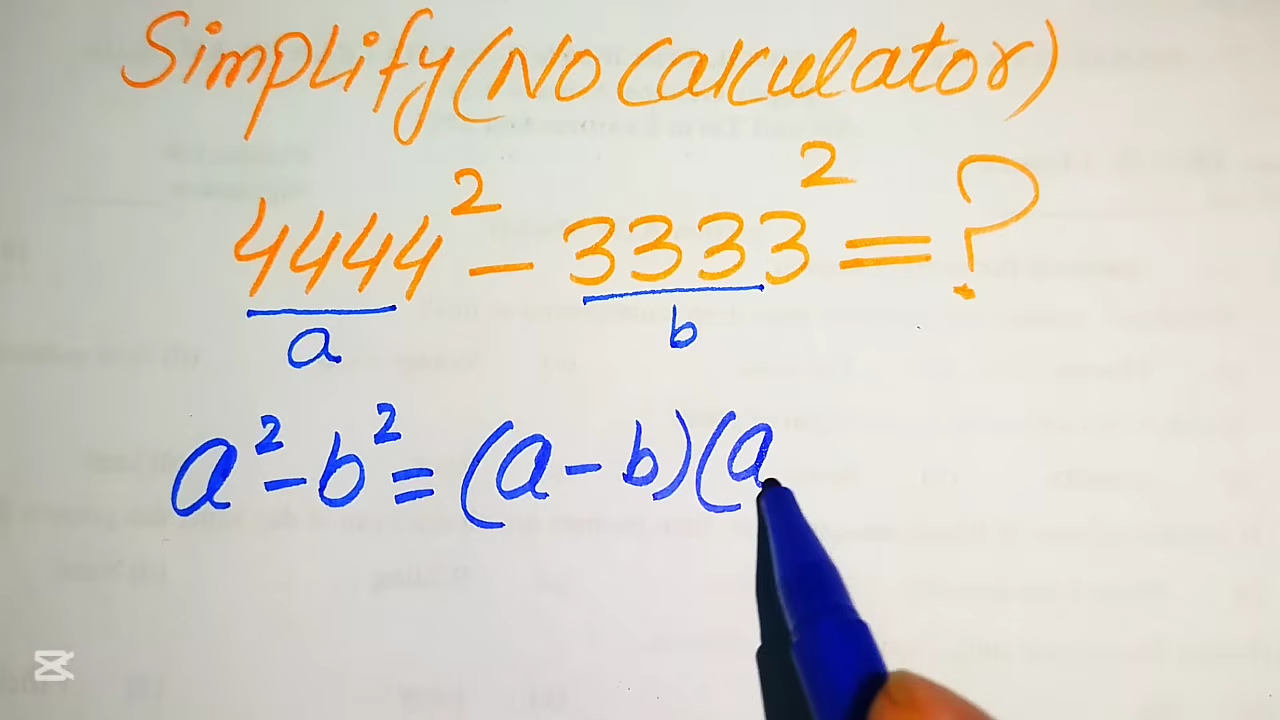 Simplify(No Calculator)
4444² - 3333² = ?
a b
a² - b² = (a - b)(a